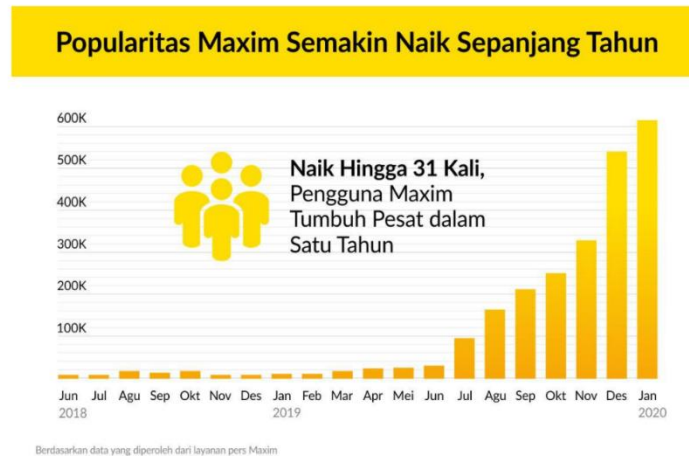 Popularitas Maxim Semakin Naik Sepanjang Tahun
600K
500K
400K
300K
200K
100K
Naik Hingga 31 Kali,
Pengguna Maxim
Tumbuh Pesat dalam
Satu Tahun
Jun Jul Agu Sep Okt Nov Des Jan Feb Mar Apr Mei Jun Jul Agu Sep Okt Nov Des Jan
2018 2019 2020
Berdasarkan data yang diperoleh dari layanan pers Maxim